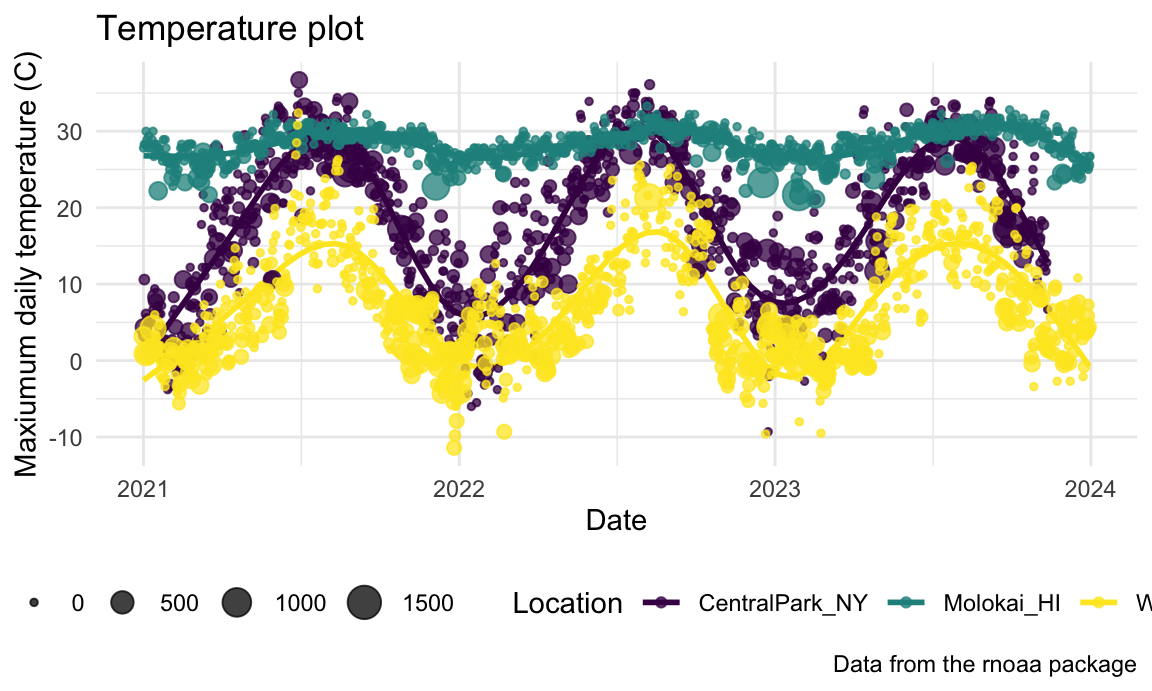 Temperature plot
Maxiumum daily temperature (C)
30
20
10
0
-10
2021 2022 2023 2024
Date
0 500 1000 1500 Location CentralPark_NY Molokai_HI W
Data from the rnoaa package